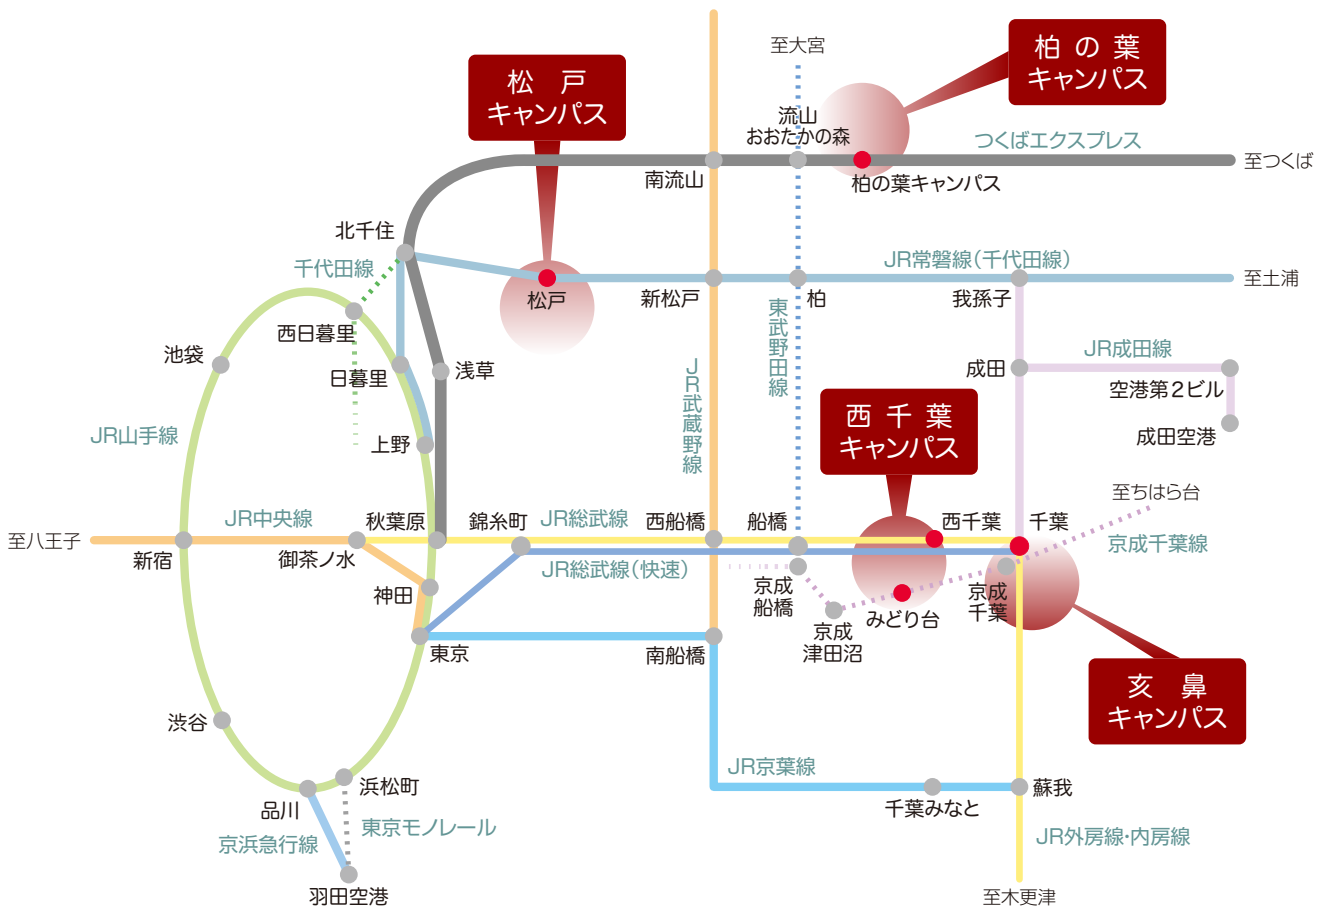 至大宮
柏の葉
キャンパス
松戸
キャンパス
流山
おおたかの森
つくばエクスプレス
至つくば
南流山
柏の葉キャンパス
北千住
千代田線
JR常磐線(千代田線)
至土浦
松戸
新松戸
柏
我孫子
西日暮里
東武野田線
池袋
日暮里
浅草
JR武蔵野線
成田
JR成田線
空港第2ビル
成田空港
西千葉
キャンパス
JR山手線
上野
至ちはら台
JR中央線
秋葉原
錦糸町
JR総武線
西船橋
船橋
西千葉
千葉
至八王子
新宿
御茶ノ水
京成千葉線
JR総武線(快速)
神田
京成
船橋
京成
千葉
みどり台
京成
津田沼
東京
南船橋
亥鼻
キャンパス
渋谷
JR京葉線
浜松町
品川
千葉みなと
蘇我
東京モノレール
京浜急行線
JR外房線・内房線
羽田空港
至木更津